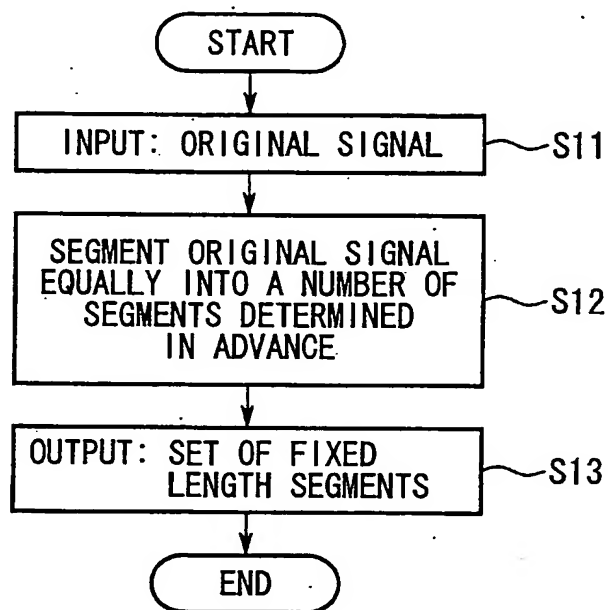 START
INPUT: ORIGINAL SIGNAL
S11
SEGMENT ORIGINAL SIGNAL
EQUALLY INTO A NUMBER OF
SEGMENTS DETERMINED
IN ADVANCE
S12
OUTPUT: SET OF FIXED
LENGTH SEGMENTS
S13
END